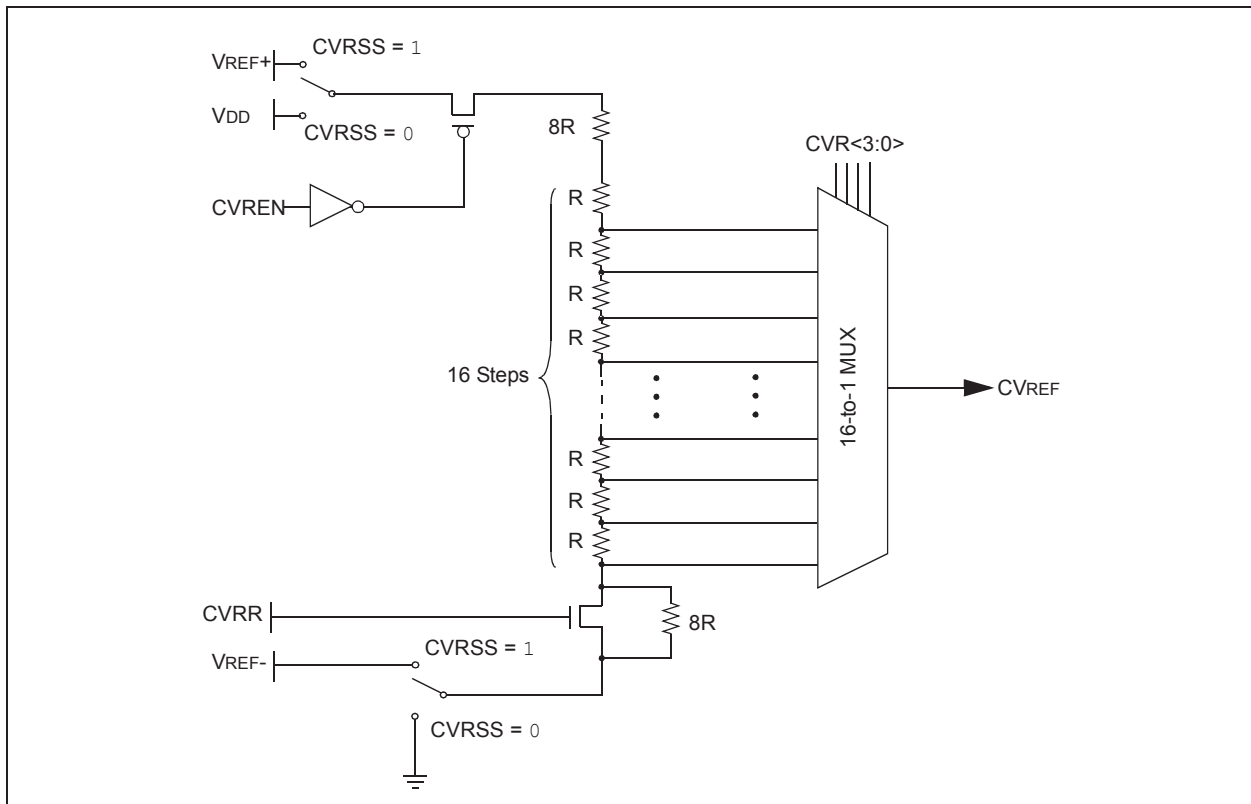 CVRSS = 1
VREF+
VDD
CVRSS = 0
8R
CVR<3:0>
CVREN
R
R
R
R
16 Steps
16-to-1 MUX
CVREF
R
R
R
CVRR
8R
CVRSS = 1
VREF-
CVRSS = 0